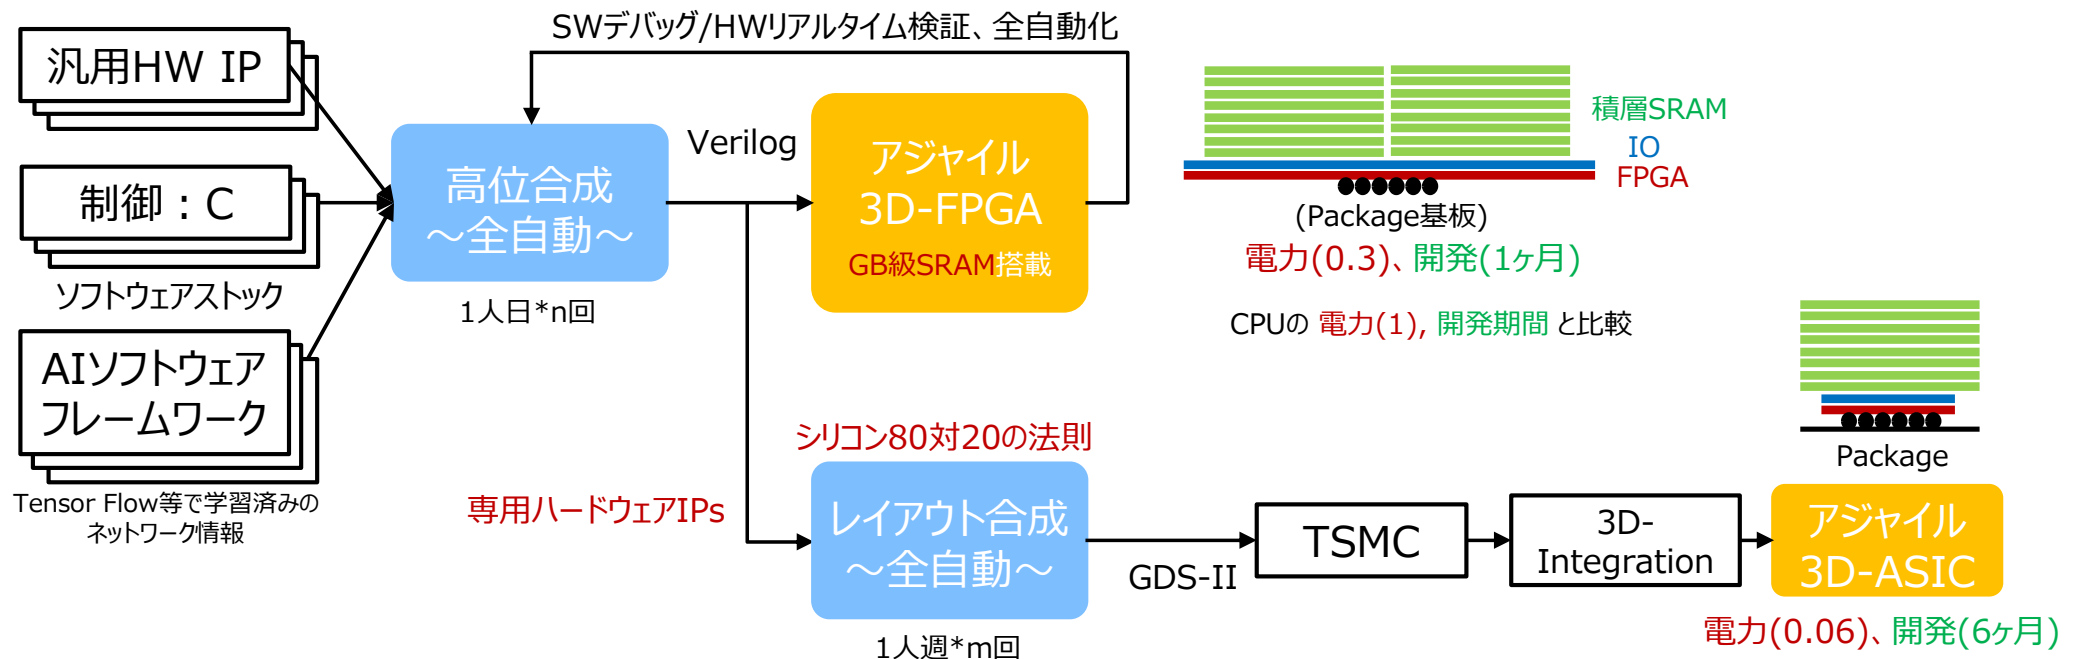 SWデバッグ/HWリアルタイム検証、全自動化
汎用HW IP
制御：C
ソフトウェアストック
AIソフトウェア
フレームワーク
Tensor Flow等で学習済みの
ネットワーク情報
高位合成
～全自動～
1人日*n回
Verilog
アジャイル
3D-FPGA
GB級SRAM搭載
積層SRAM
IO
FPGA
(Package基板)
電力(0.3)、開発(1ヶ月)
CPUの 電力(1), 開発期間 と比較
シリコン80対20の法則
専用ハードウェアIPs
レイアウト合成
～全自動～
1人週*m回
GDS-II
TSMC
3D-
Integration
Package
アジャイル
3D-ASIC
電力(0.06)、開発(6ヶ月)